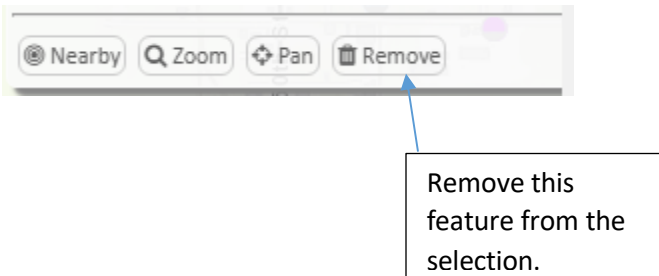 Nearby Zoom Pan Remove
Remove this
feature from the
selection.